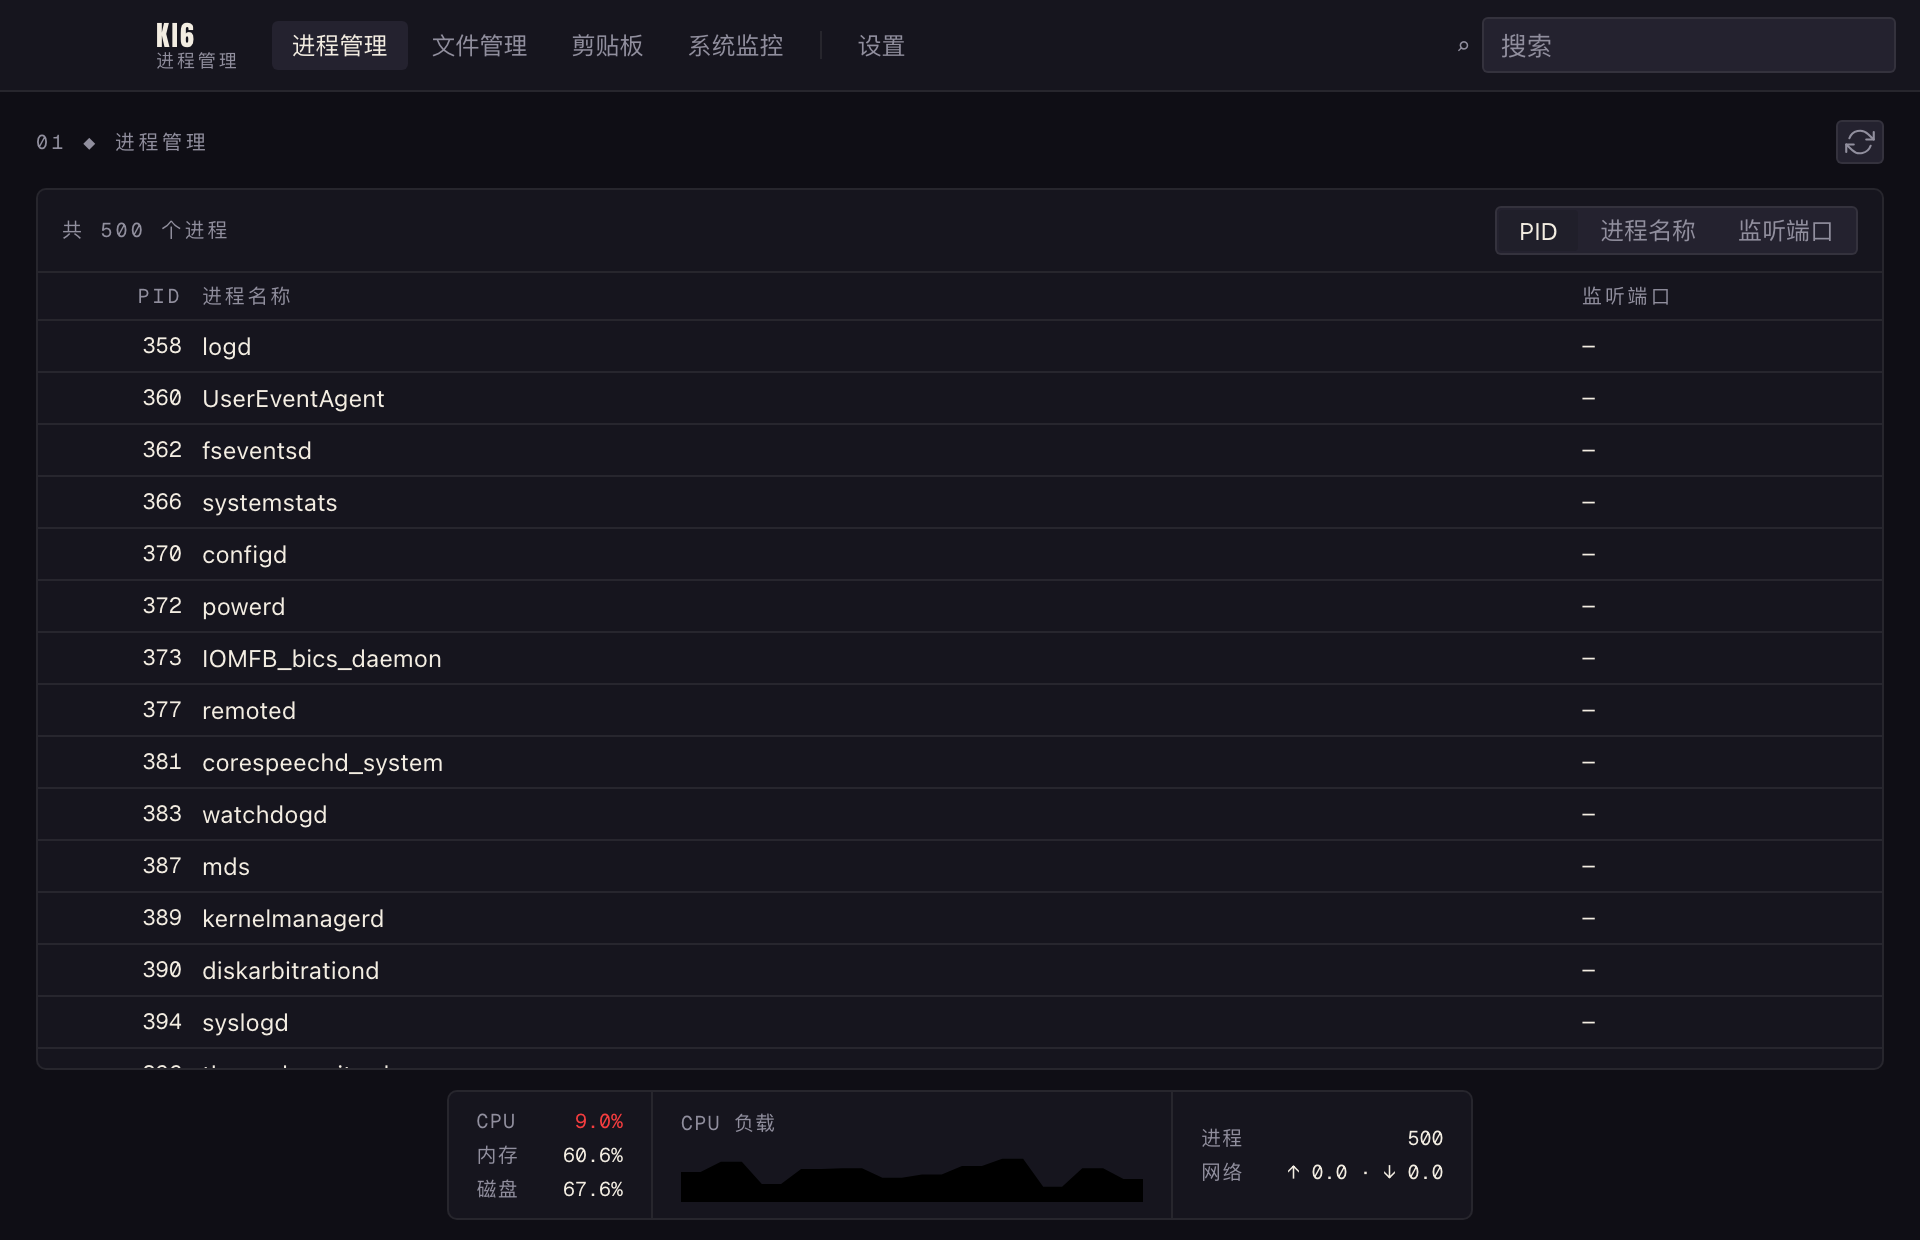 KI6
进程管理
进程管理 文件管理 剪贴板 系统监控 设置
搜索
01 ◆ 进程管理
共 500 个进程
PID 进程名称 监听端口
PID 进程名称 监听端口
358 logd —
360 UserEventAgent —
362 fseventsd —
366 systemstats —
370 configd —
372 powerd —
373 IOMFB_bics_daemon —
377 remoted —
381 corespeechd_system —
383 watchdogd —
387 mds —
389 kernelmanagerd —
390 diskarbitrationd —
394 syslogd —
CPU 9.0%
内存 60.6%
磁盘 67.6%
CPU 负载
进程 500
网络 ↑ 0.0 · ↓ 0.0